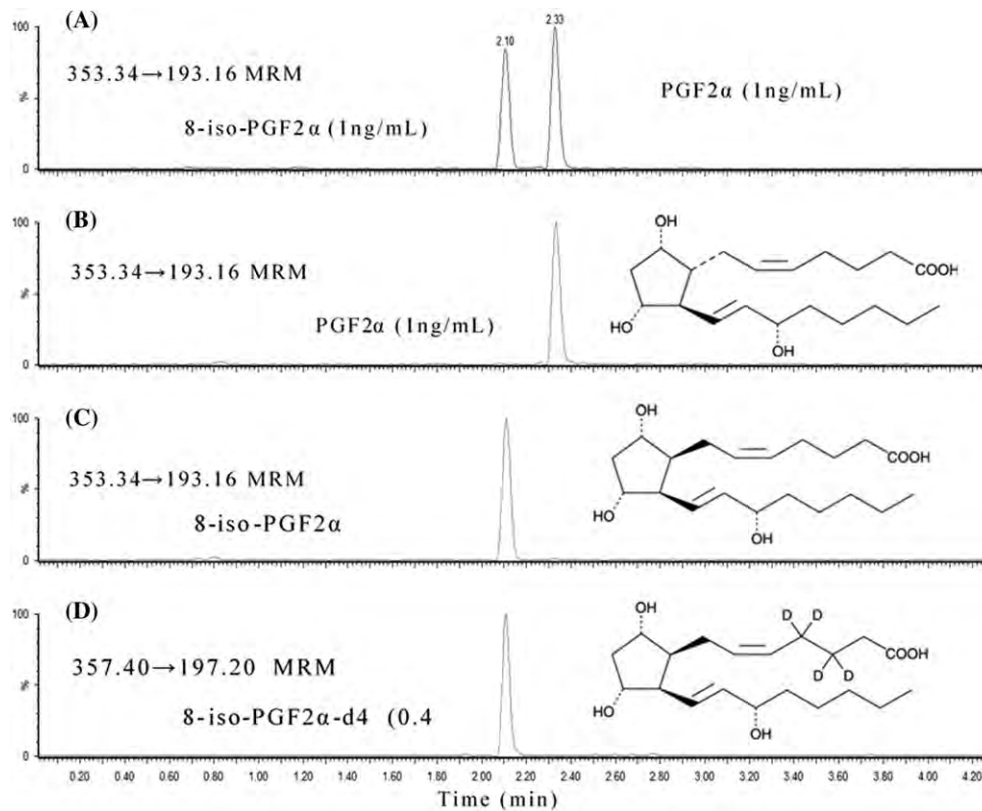 (A)
100
%
0
2.10
2.33
353.34→193.16 MRM
8-iso-PGF2α (1ng/mL)
PGF2α (1ng/mL)
(B)
100
%
0
353.34→193.16 MRM
PGF2α (1ng/mL)
OH
COOH
HO
OH
(C)
100
%
0
353.34→193.16 MRM
8-iso-PGF2α
OH
COOH
HO
OH
(D)
100
%
0
357.40→197.20 MRM
8-iso-PGF2α-d4 (0.4
OH
D D
COOH
D D
HO
OH
0.20 0.40 0.60 0.80 1.00 1.20 1.40 1.60 1.80 2.00 2.20 2.40 2.60 2.80 3.00 3.20 3.40 3.60 3.80 4.00 4.20
Time (min)